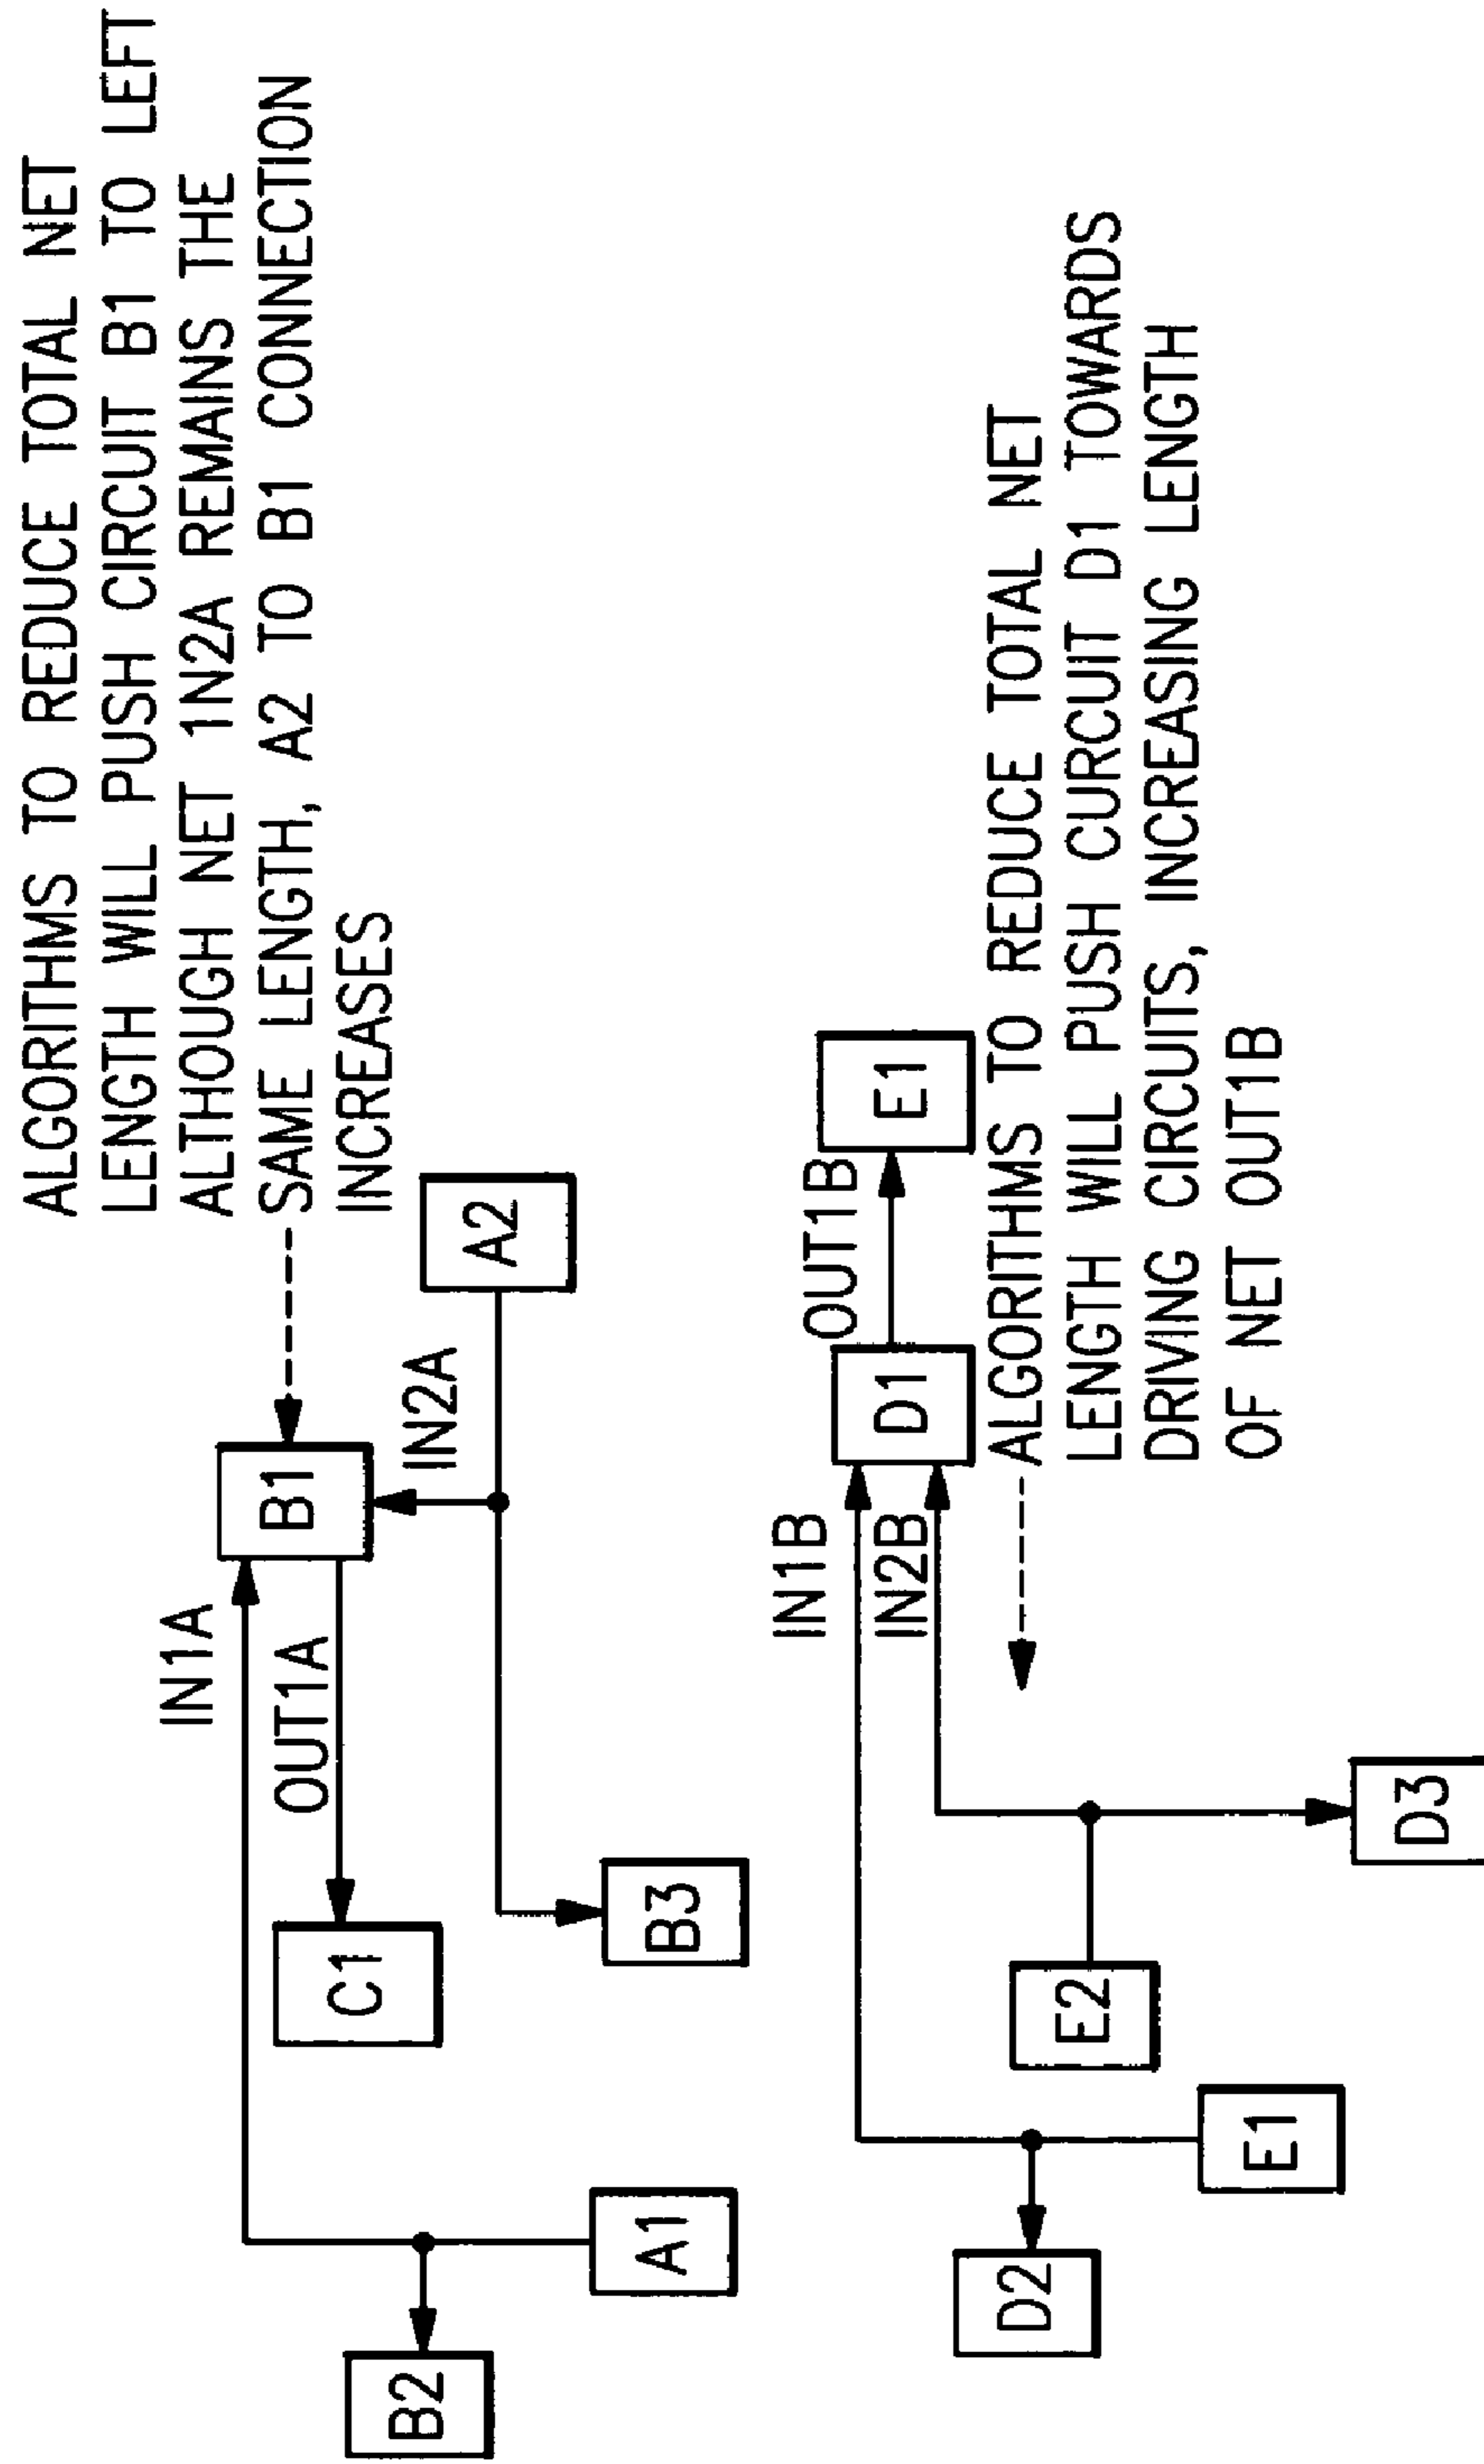 ALGORITHMS TO REDUCE TOTAL NET
LENGTH WILL PUSH CIRCUIT B1 TO LEFT
ALTHOUGH NET 1N2A REMAINS THE
SAME LENGTH, A2 TO B1 CONNECTION
INCREASES
IN1A
B1
OUT1A
C1
B2
IN2A
A2
A1
B3
IN1B
OUT1B
D1
E1
IN2B
D2
E2
E1
D3
ALGORITHMS TO REDUCE TOTAL NET
LENGTH WILL PUSH CURCUIT D1 TOWARDS
DRIVING CIRCUITS, INCREASING LENGTH
OF NET OUT1B